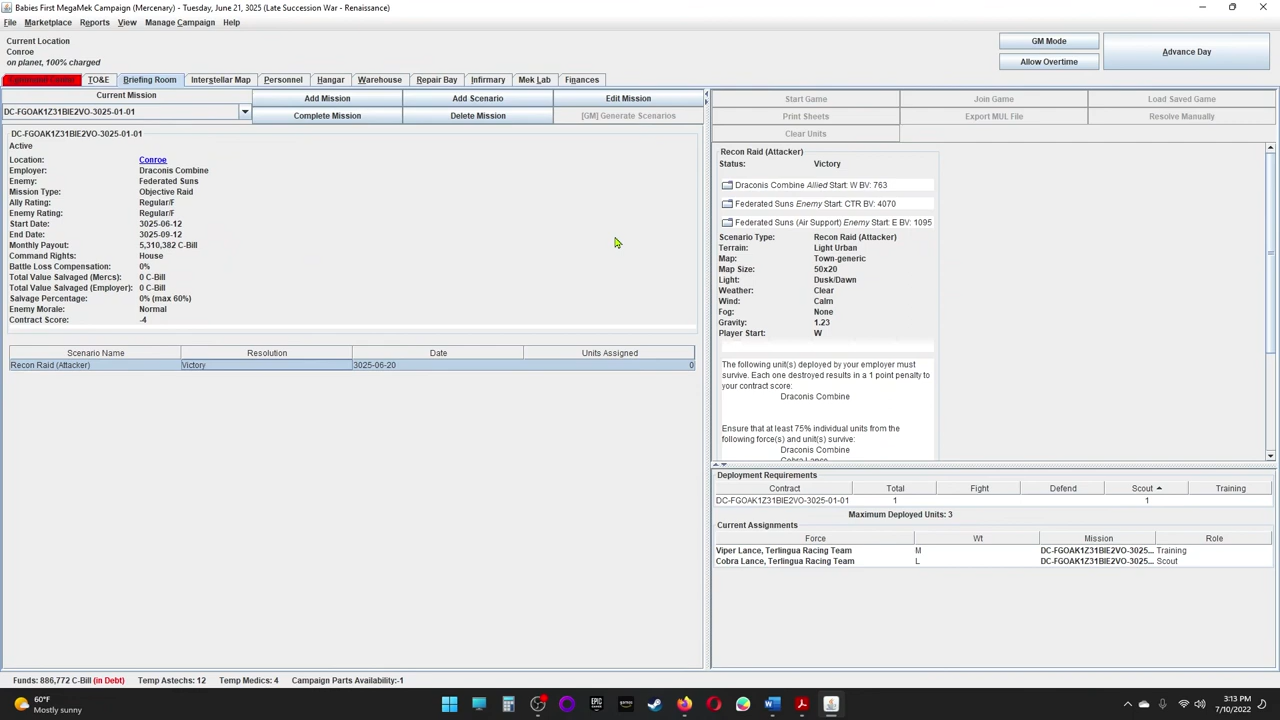 Babies First MegaMek Campaign (Mercenary) - Tuesday, June 21, 3025 (Late Succession War - Renaissance)
File Marketplace Reports View Manage Campaign Help
Current Location
Conroe
on planet, 100% charged
GM Mode
Allow Overtime
Advance Day
TO&E Briefing Room Interstellar Map Personnel Hangar Warehouse Repair Bay Infirmary Mek Lab Finances
Current Mission
DC-FGOAK1Z31BIE2VO-3025-01-01
Add Mission Add Scenario Edit Mission
Complete Mission Delete Mission [GM] Generate Scenarios
DC-FGOAK1Z31BIE2VO-3025-01-01
Active
Location: Conroe
Employer: Draconis Combine
Enemy: Federated Suns
Mission Type: Objective Raid
Ally Rating: Regular/F
Enemy Rating: Regular/F
Start Date: 3025-06-12
End Date: 3025-09-12
Monthly Payout: 5,310,382 C-Bill
Command Rights: House
Battle Loss Compensation: 0%
Total Value Salvaged (Mercs): 0 C-Bill
Total Value Salvaged (Employer): 0 C-Bill
Salvage Percentage: 0% (max 60%)
Enemy Morale: Normal
Contract Score: -4
Scenario Name Resolution Date Units Assigned
Recon Raid (Attacker) Victory 3025-06-20 0
Start Game Join Game Load Saved Game
Print Sheets Export MUL File Resolve Manually
Clear Units
Recon Raid (Attacker)
Status: Victory
Draconis Combine Allied Start: W BV: 763
Federated Suns Enemy Start: CTR BV: 4070
Federated Suns (Air Support) Enemy Start: E BV: 1095
Scenario Type: Recon Raid (Attacker)
Terrain: Light Urban
Map: Town-generic
Map Size: 50x20
Light: Dusk/Dawn
Weather: Clear
Wind: Calm
Fog: None
Gravity: 1.23
Player Start: W
The following unit(s) deployed by your employer must
survive. Each one destroyed results in a 1 point penalty to
your contract score:
Draconis Combine
Ensure that at least 75% individual units from the
following force(s) and unit(s) survive:
Draconis Combine
Cobra Lance
Deployment Requirements
Contract Total Fight Defend Scout Training
DC-FGOAK1Z31BIE2VO-3025-01-01 1 1
Maximum Deployed Units: 3
Current Assignments
Force Wt Mission Role
Viper Lance, Terlingua Racing Team M DC-FGOAK1Z31BIE2VO-3025... Training
Cobra Lance, Terlingua Racing Team L DC-FGOAK1Z31BIE2VO-3025... Scout
Funds: 886,772 C-Bill (in Debt) Temp Astechs: 12 Temp Medics: 4 Campaign Parts Availability:-1
60°F
Mostly sunny
3:13 PM
7/10/2022